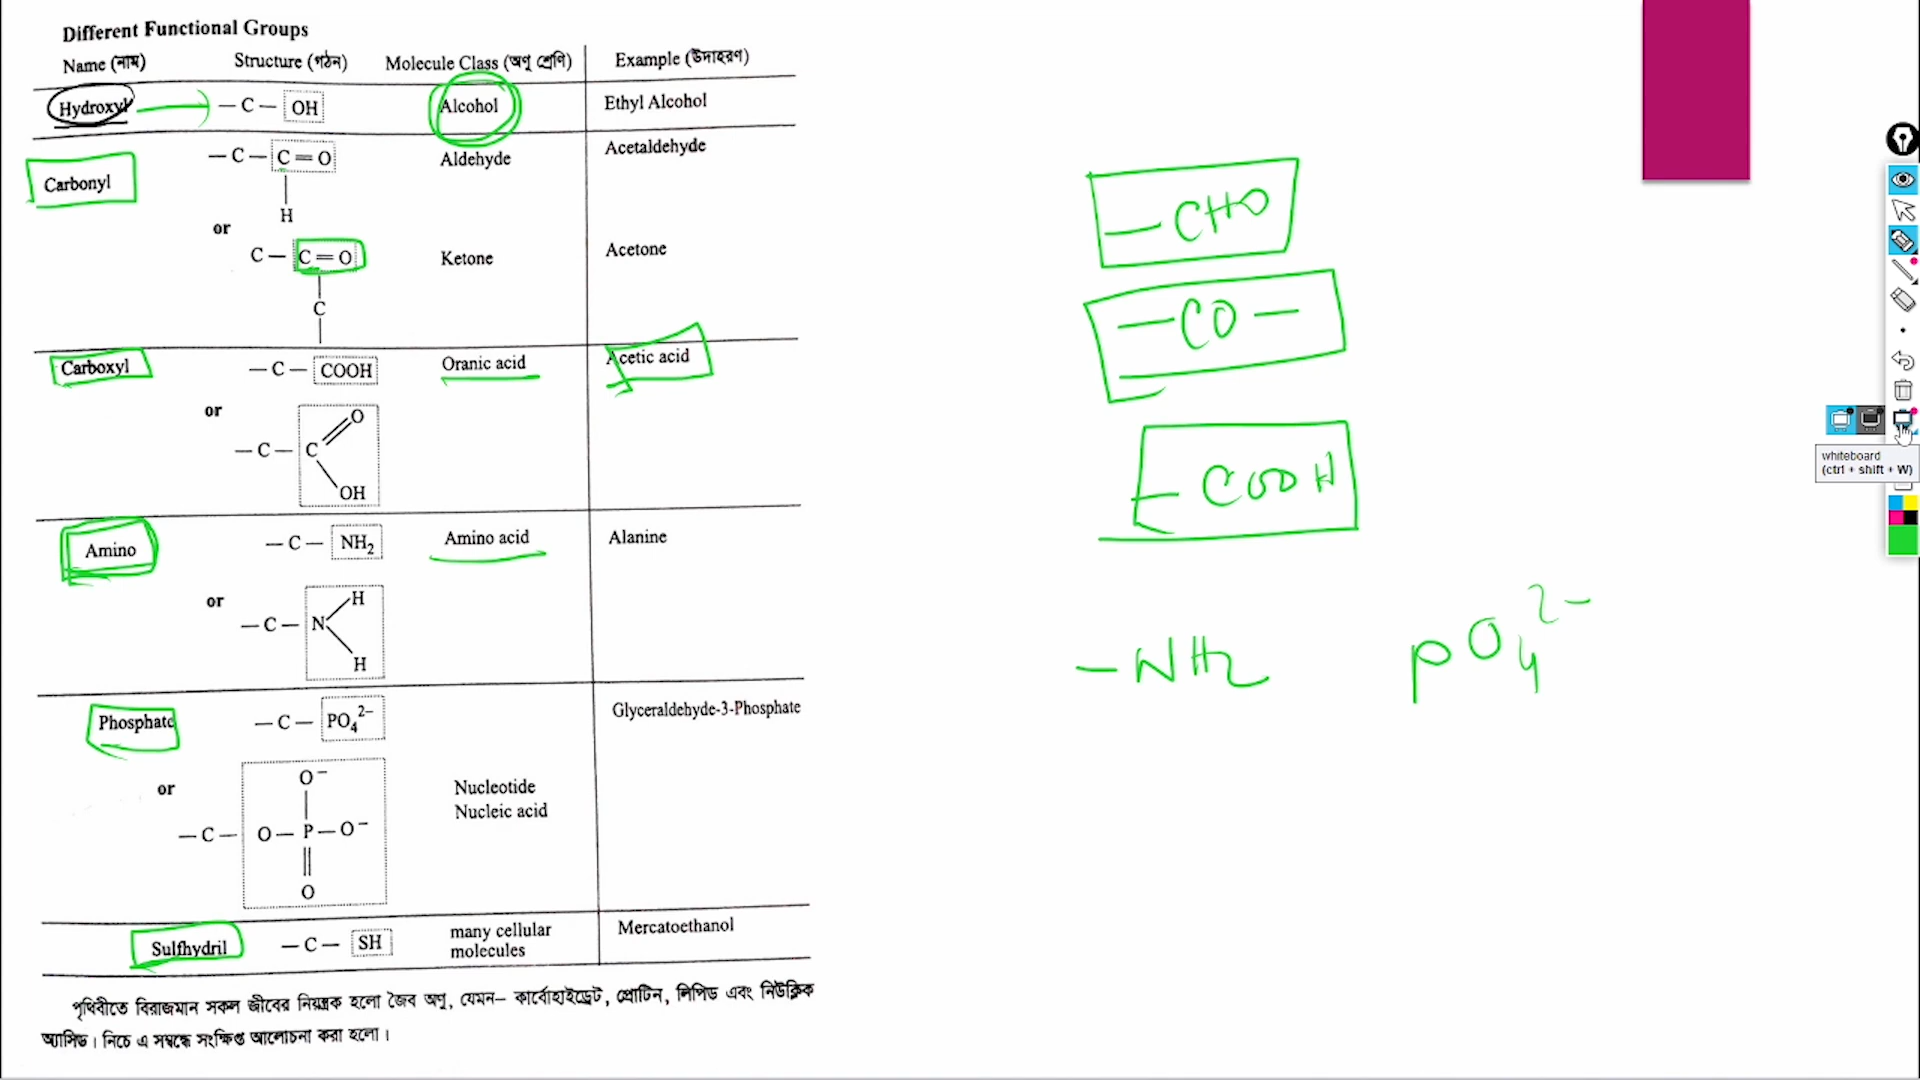 Different Functional Groups
Name (নাম) Structure (গঠন) Molecule Class (অণু শ্রেণি) Example (উদাহরণ)
Hydroxyl —C— OH Alcohol Ethyl Alcohol
Carbonyl —C—C=O Aldehyde Acetaldehyde
H
or
C—C=O Ketone Acetone
C
Carboxyl —C—COOH Oranic acid Acetic acid
or
O
—C—C
OH
Amino —C—NH₂ Amino acid Alanine
or
H
—C—N
H
Phosphate —C—PO₄²⁻ Glyceraldehyde-3-Phosphate
or
O⁻
Nucleotide
Nucleic acid
—C—O—P—O⁻
O
Sulfhydril —C—SH many cellular molecules Mercatoethanol
পৃথিবীতে বিরাজমান সকল জীবের নিয়ন্ত্রক হলো জৈব অণু, যেমন– কার্বোহাইড্রেট, প্রোটিন, লিপিড এবং নিউক্লিক
অ্যাসিড। নিচে এ সম্বন্ধে সংক্ষিপ্ত আলোচনা করা হলো।
—CHO
—CO—
—COOH
—NH2 PO₄²⁻
whiteboard
(ctrl + shift + W)